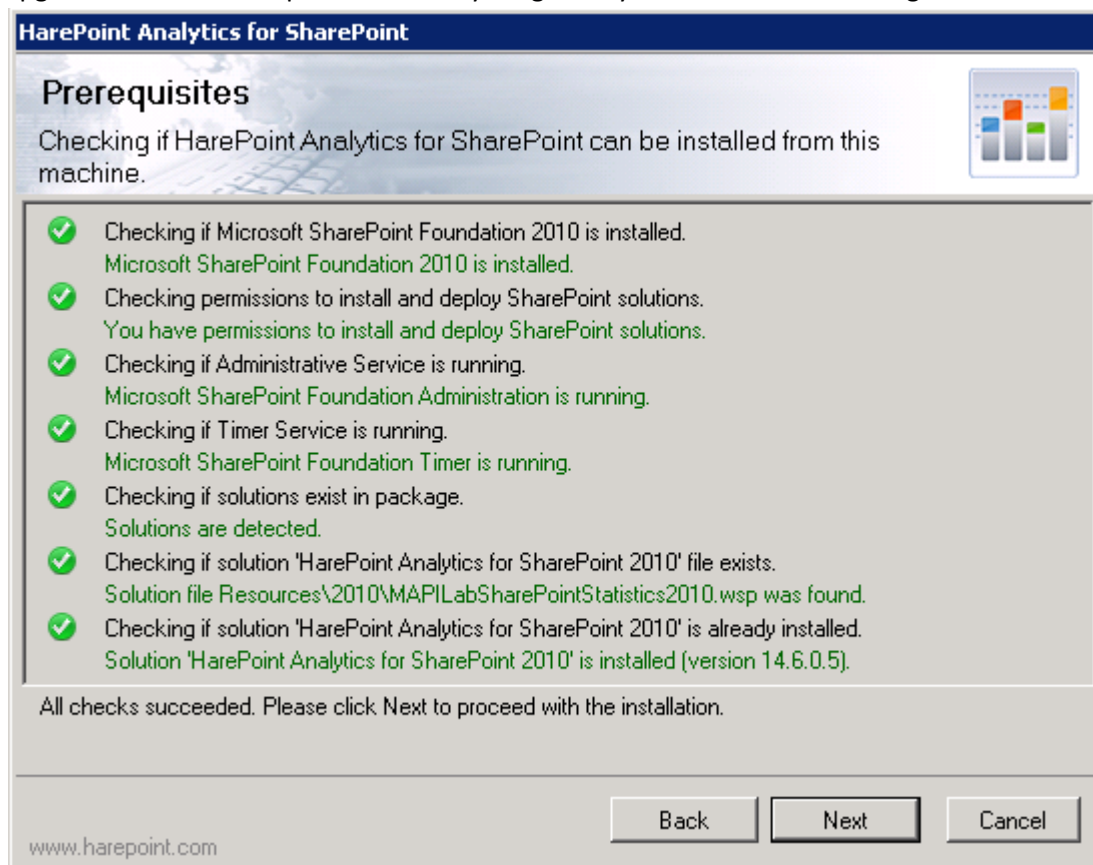 HarePoint Analytics for SharePoint
Prerequisites
Checking if HarePoint Analytics for SharePoint can be installed from this
machine.
Checking if Microsoft SharePoint Foundation 2010 is installed.
Microsoft SharePoint Foundation 2010 is installed.
Checking permissions to install and deploy SharePoint solutions.
You have permissions to install and deploy SharePoint solutions.
Checking if Administrative Service is running.
Microsoft SharePoint Foundation Administration is running.
Checking if Timer Service is running.
Microsoft SharePoint Foundation Timer is running.
Checking if solutions exist in package.
Solutions are detected.
Checking if solution 'HarePoint Analytics for SharePoint 2010' file exists.
Solution file Resources\2010\MAPILabSharePointStatistics2010.wsp was found.
Checking if solution 'HarePoint Analytics for SharePoint 2010' is already installed.
Solution 'HarePoint Analytics for SharePoint 2010' is installed (version 14.6.0.5).
All checks succeeded. Please click Next to proceed with the installation.
Back Next Cancel
www.harepoint.com